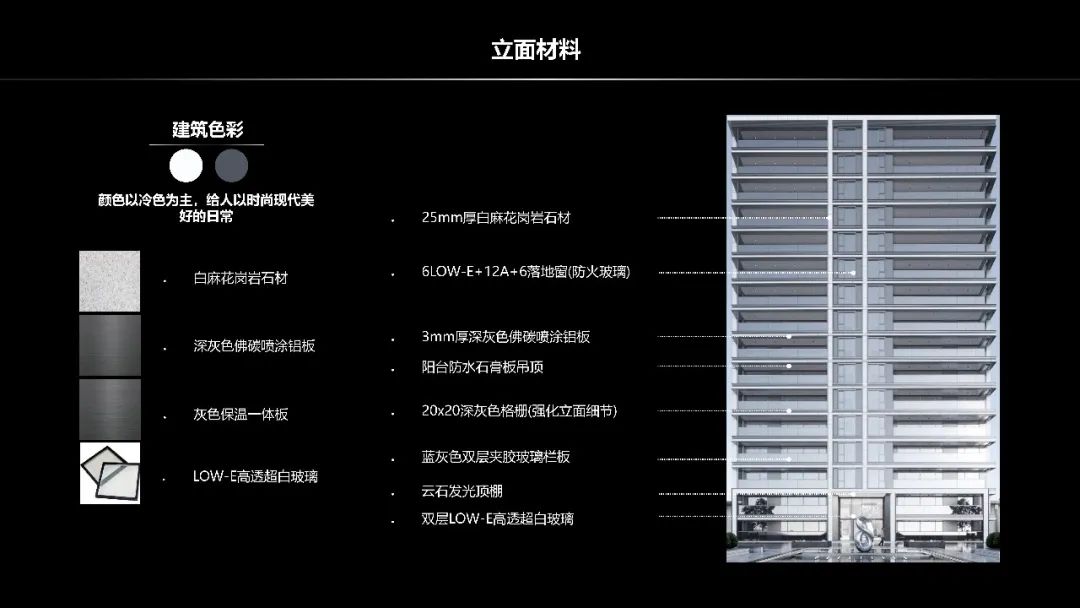 立面材料
建筑色彩
颜色以冷色为主，给人以时尚现代美
好的日常
白麻花岗岩石材
深灰色佛碳喷涂铝板
灰色保温一体板
LOW-E高透超白玻璃
25mm厚白麻花岗岩石材
6LOW-E+12A+6落地窗(防火玻璃)
3mm厚深灰色佛碳喷涂铝板
阳台防水石膏板吊顶
20x20深灰色格栅(强化立面细节)
蓝灰色双层夹胶玻璃栏板
云石发光顶棚
双层LOW-E高透超白玻璃